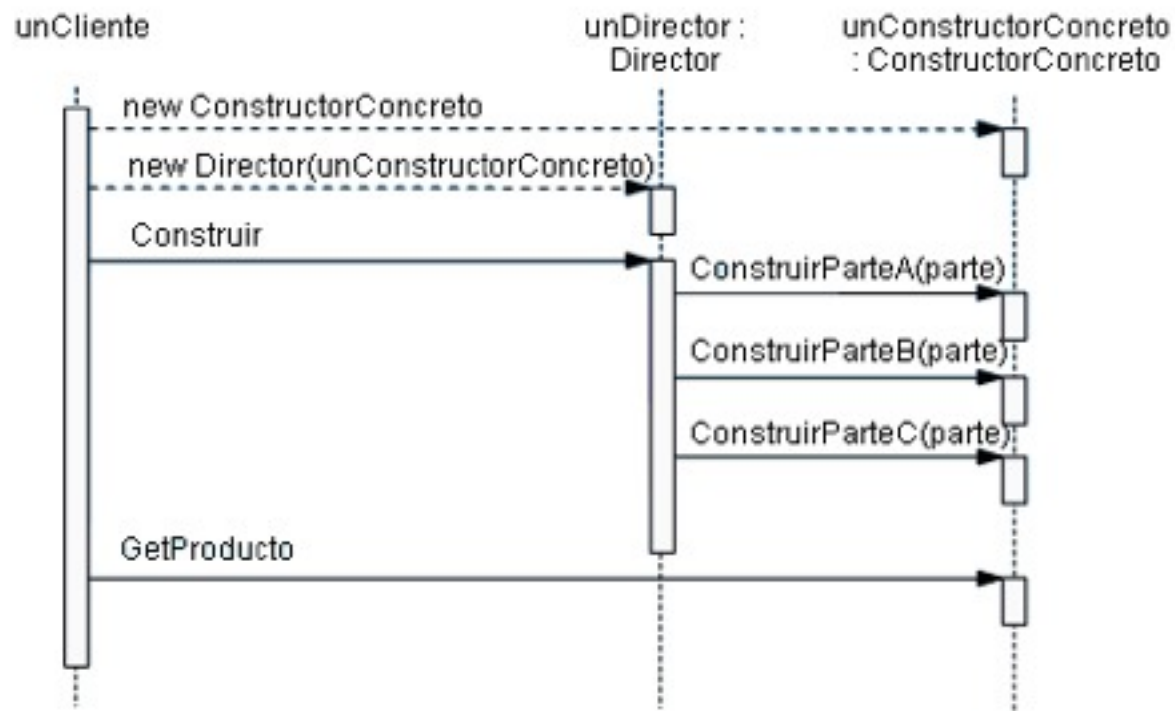 unCliente
unDirector :
Director
unConstructorConcreto
: ConstructorConcreto
new ConstructorConcreto
new Director(unConstructorConcreto)
Construir
ConstruirParteA(parte)
ConstruirParteB(parte)
ConstruirParteC(parte)
GetProducto